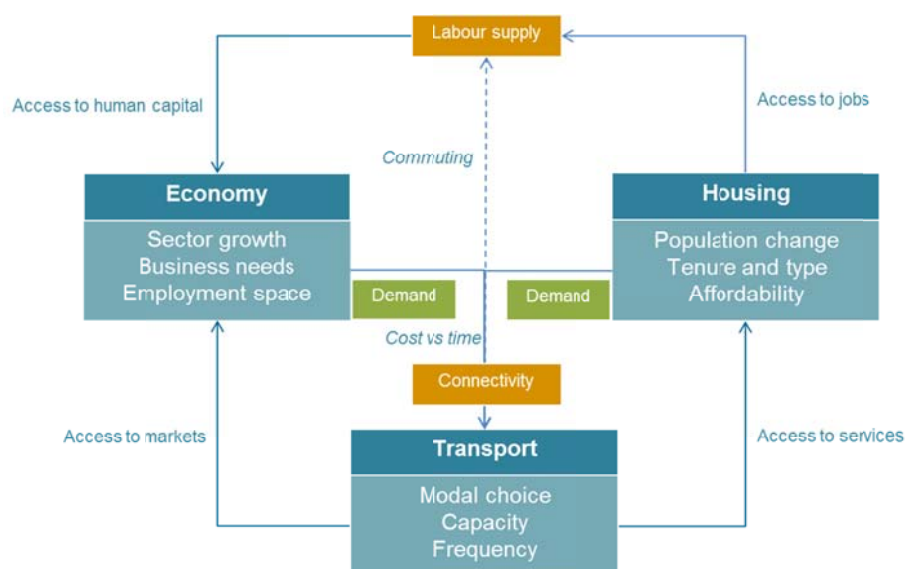 Labour supply
Access to human capital
Access to jobs
Commuting
Economy
Sector growth
Business needs
Employment space
Housing
Population change
Tenure and type
Affordability
Demand
Demand
Cost vs time
Connectivity
Access to markets
Access to services
Transport
Modal choice
Capacity
Frequency